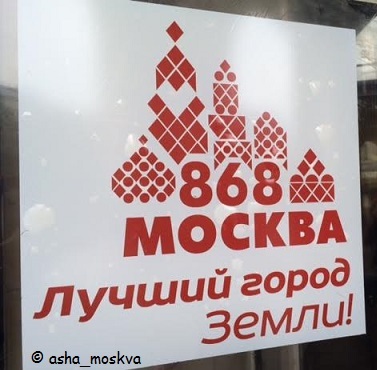 868
МОСКВА
Лучший город
Земли!
© asha_moskva